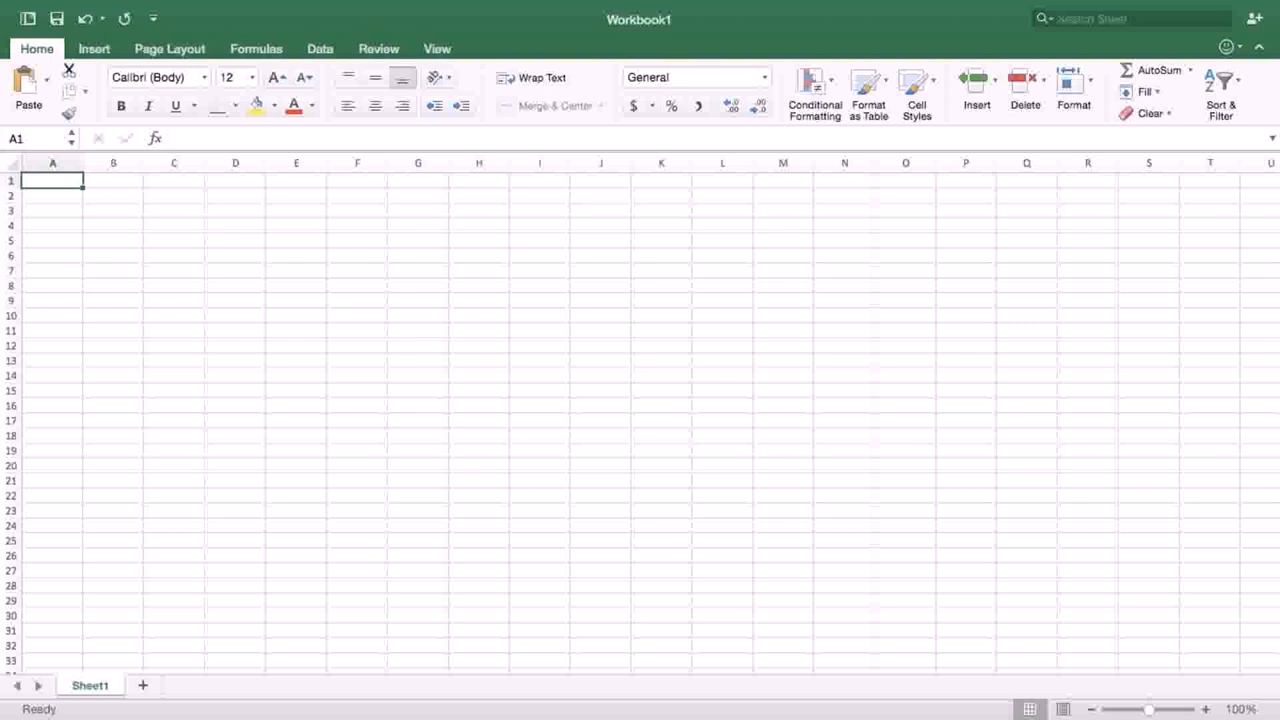 Workbook1
Search Sheet
Home Insert Page Layout Formulas Data Review View
Paste
Calibri (Body) 12 A A
B I U A
Wrap Text
Merge & Center
General
$ %
Conditional Formatting
Format as Table
Cell Styles
Insert
Delete
Format
AutoSum
Fill
Clear
Sort & Filter
A1 fx
A B C D E F G H I J K L M N O P Q R S T U
1
2
3
4
5
6
7
8
9
10
11
12
13
14
15
16
17
18
19
20
21
22
23
24
25
26
27
28
29
30
31
32
33
Sheet1
Ready
100%